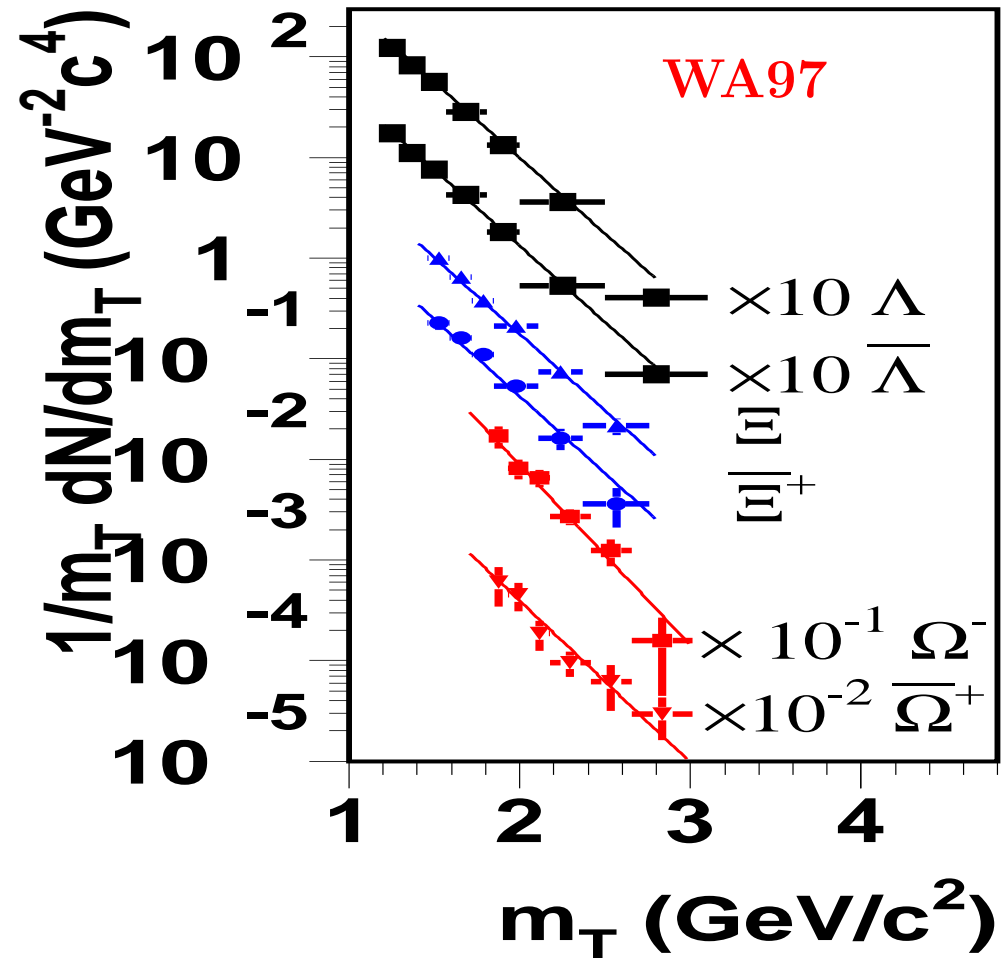 1/m_T dN/dm_T (GeV^-2c^4)
10^2
10
1
10^-1
10^-2
10^-3
10^-4
10^-5
WA97
×10 Λ
×10 Λ̅
Ξ
Ξ̅⁺
× 10^-1 Ω^-
×10^-2 Ω̅⁺
1 2 3 4
m_T (GeV/c^2)